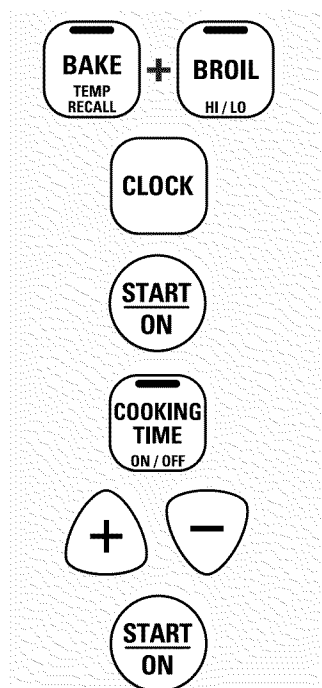 BAKE + BROIL
TEMP
RECALL
HI / LO
CLOCK
START
ON
COOKING
TIME
ON / OFF
+ −
START
ON